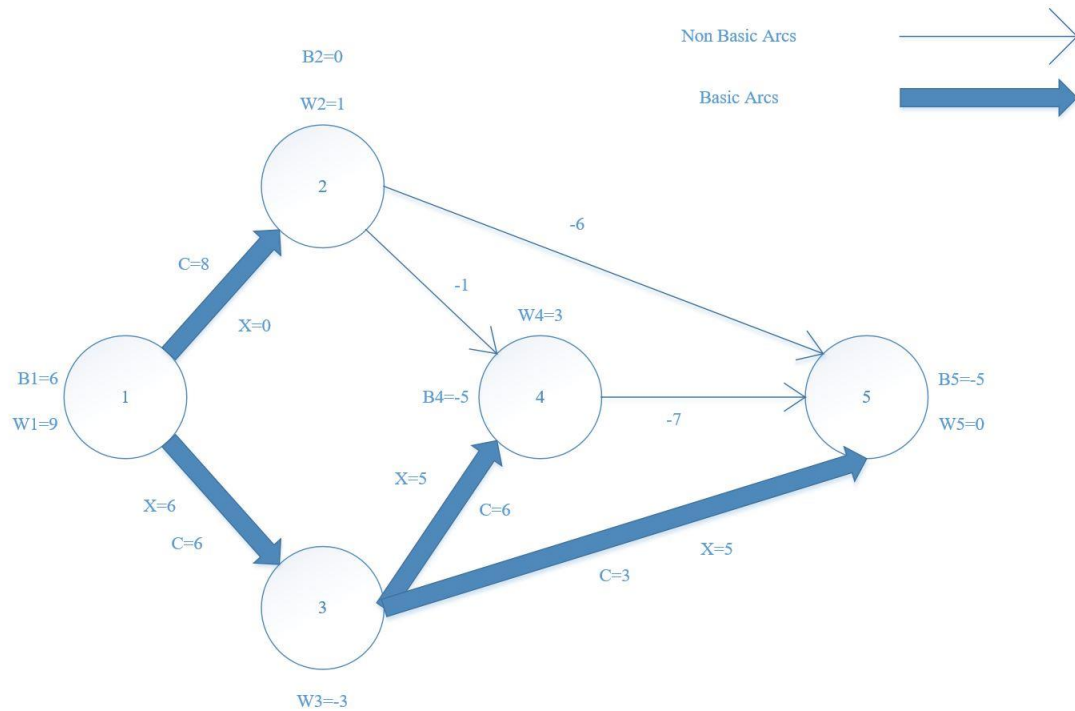 Non Basic Arcs
B2=0
Basic Arcs
W2=1
2
-6
C=8
-1
W4=3
X=0
B1=6
1
B4=-5
4
5
B5=-5
W1=9
-7
W5=0
X=5
X=6
C=6
C=6
X=5
C=3
3
W3=-3